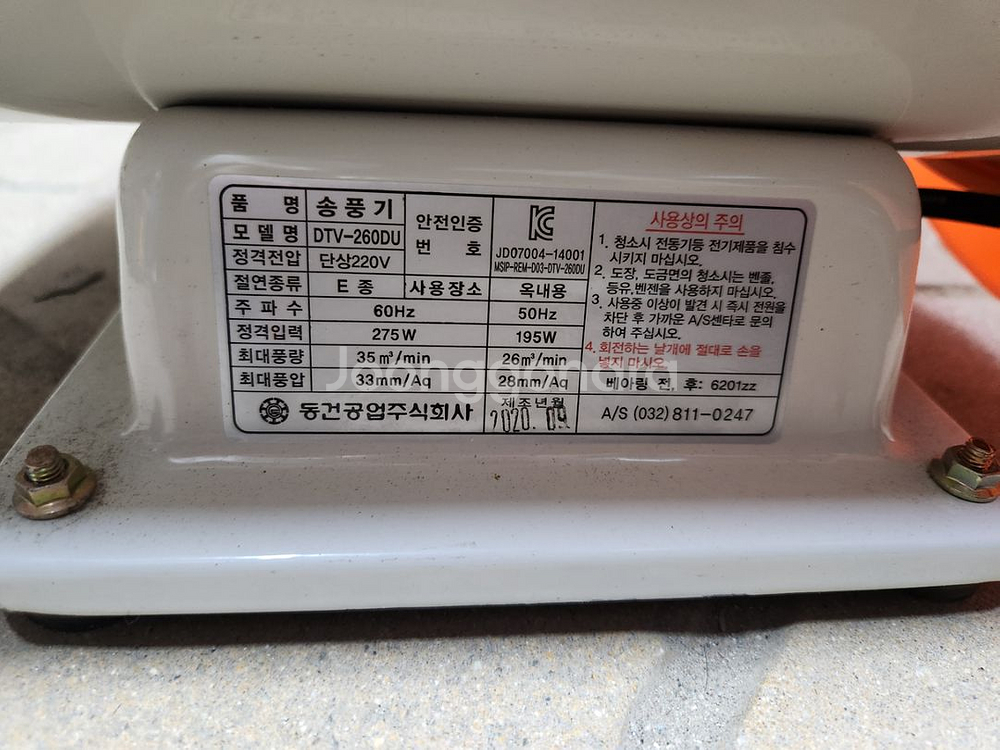 품 명 송풍기 안전인증 번 호 JD07004-14001 MSIP-REM-D03-DTV-260DU
모델명 DTV-260DU
정격전압 단상220V
절연종류 E 종 사용장소 옥내용
주 파 수 60Hz 50Hz
정격입력 275W 195W
최대풍량 35㎥/min 26㎥/min
최대풍압 33mm/Aq 28mm/Aq
동건공업주식회사 제조년월 2020. 09
사용상의 주의
1. 청소시 전동기등 전기제품을 침수
시키지 마십시오.
2. 도장, 도금면의 청소시는 벤졸,
등유,벤젠을 사용하지 마십시오.
3. 사용중 이상이 발견 시 즉시 전원을
차단 후 가까운 A/S센타로 문의
하여 주십시오.
4. 회전하는 날개에 절대로 손을
넣지 마시오
베아링 전, 후: 6201zz
A/S (032) 811-0247
Joonggonara